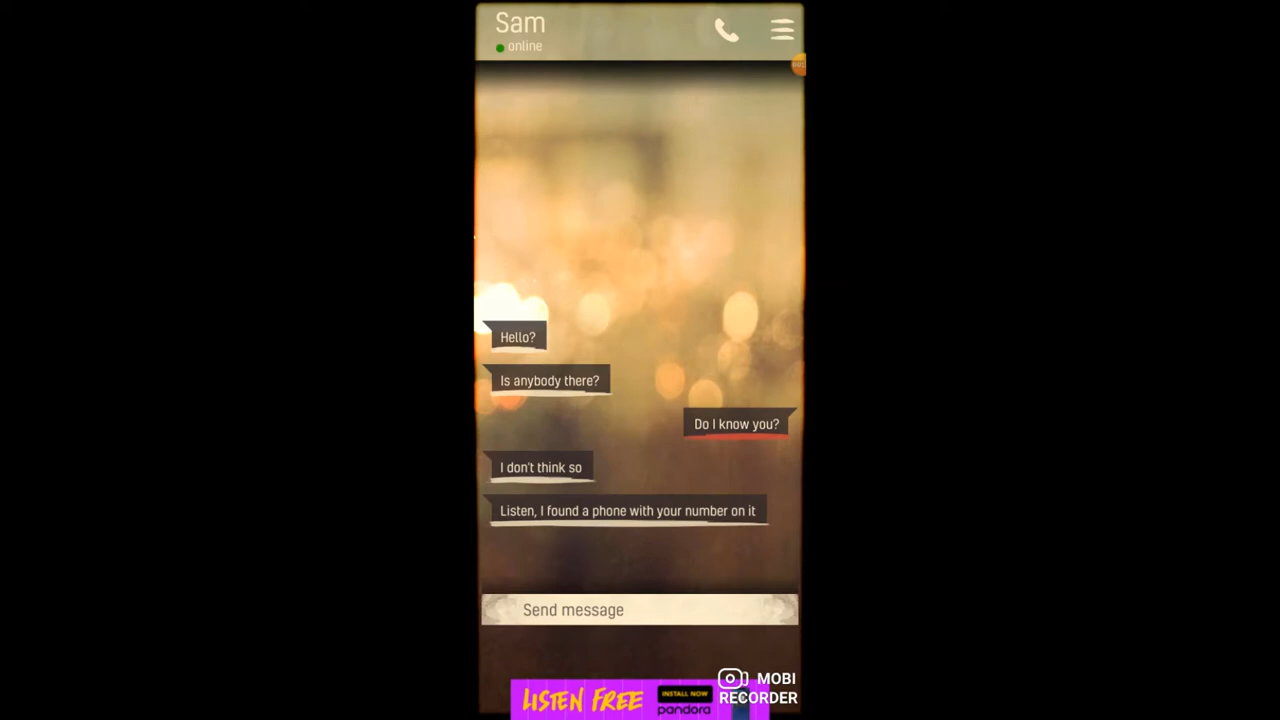 Sam
online
Hello?
Is anybody there?
Do I know you?
I don't think so
Listen, I found a phone with your number on it
Send message
LISTEN FREE
INSTALL NOW
pandora
MOBI
RECORDER